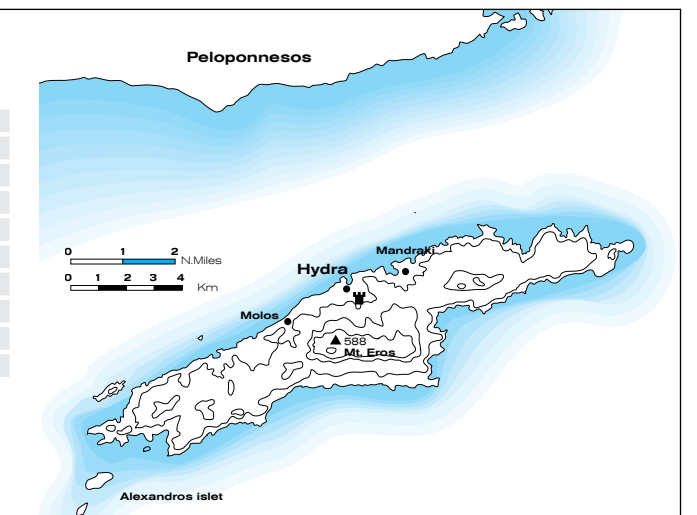 Peloponnesos
Mandraki
0 1 2
N.Miles
Hydra
0 1 2 3 4
Km
Molos
588
Mt. Eros
Alexandros islet